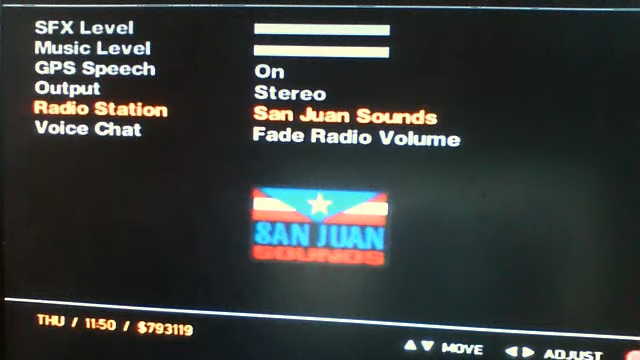 SFX Level
Music Level
GPS Speech On
Output Stereo
Radio Station San Juan Sounds
Voice Chat Fade Radio Volume
SAN JUAN
SOUNDS
THU / 11:50 / $793119
MOVE ADJUST